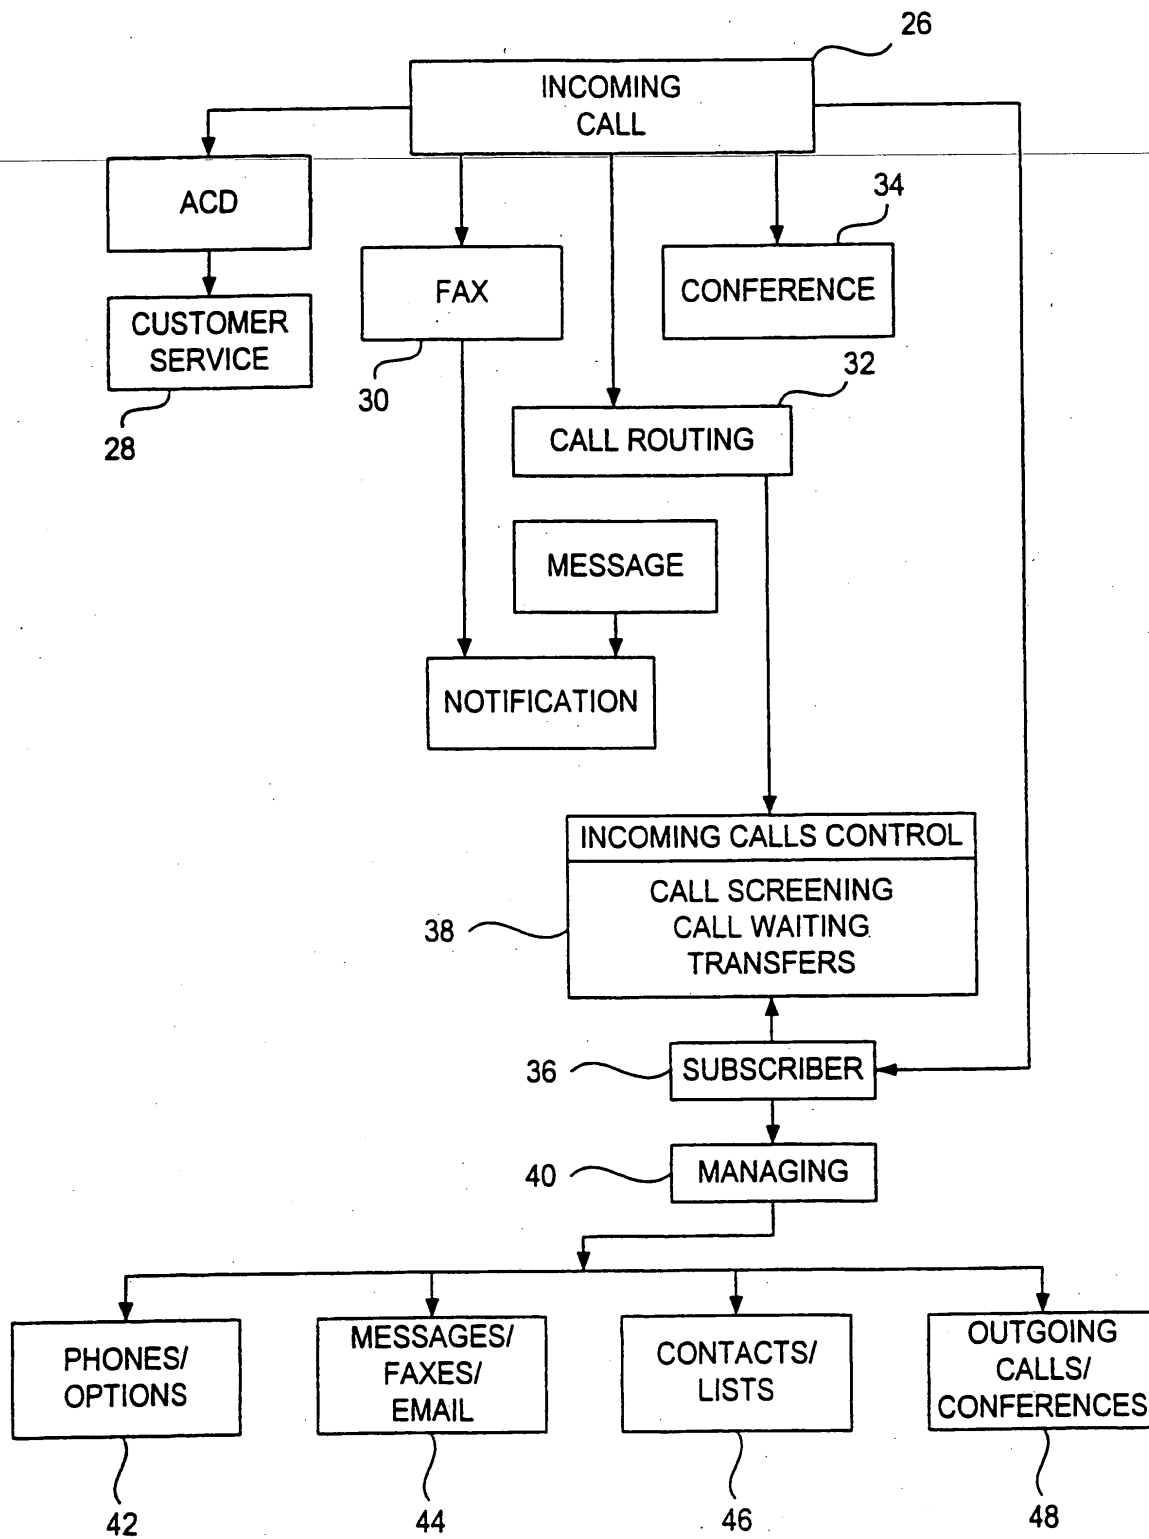 26
INCOMING
CALL
ACD
34
FAX
CONFERENCE
CUSTOMER
SERVICE
30
32
28
CALL ROUTING
MESSAGE
NOTIFICATION
INCOMING CALLS CONTROL
38
CALL SCREENING
CALL WAITING
TRANSFERS
36
SUBSCRIBER
40
MANAGING
PHONES/
OPTIONS
MESSAGES/
FAXES/
EMAIL
CONTACTS/
LISTS
OUTGOING
CALLS/
CONFERENCES
42
44
46
48